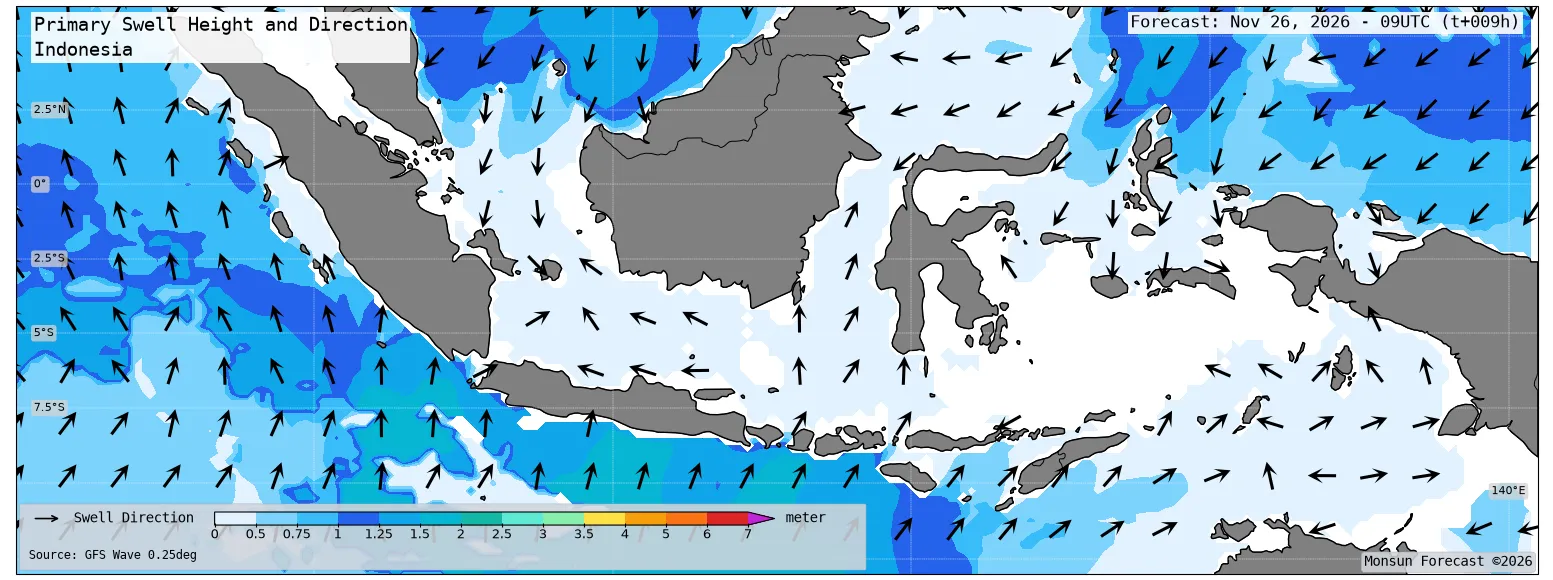 Primary Swell Height and Direction
Indonesia
Forecast: Nov 26, 2026 - 09UTC (t+009h)
2.5°N
0°
2.5°S
5°S
7.5°S
140°E
Swell Direction
meter
0 0.5 0.75 1 1.25 1.5 2 2.5 3 3.5 4 5 6 7
Source: GFS Wave 0.25deg
Monsun Forecast ©2026